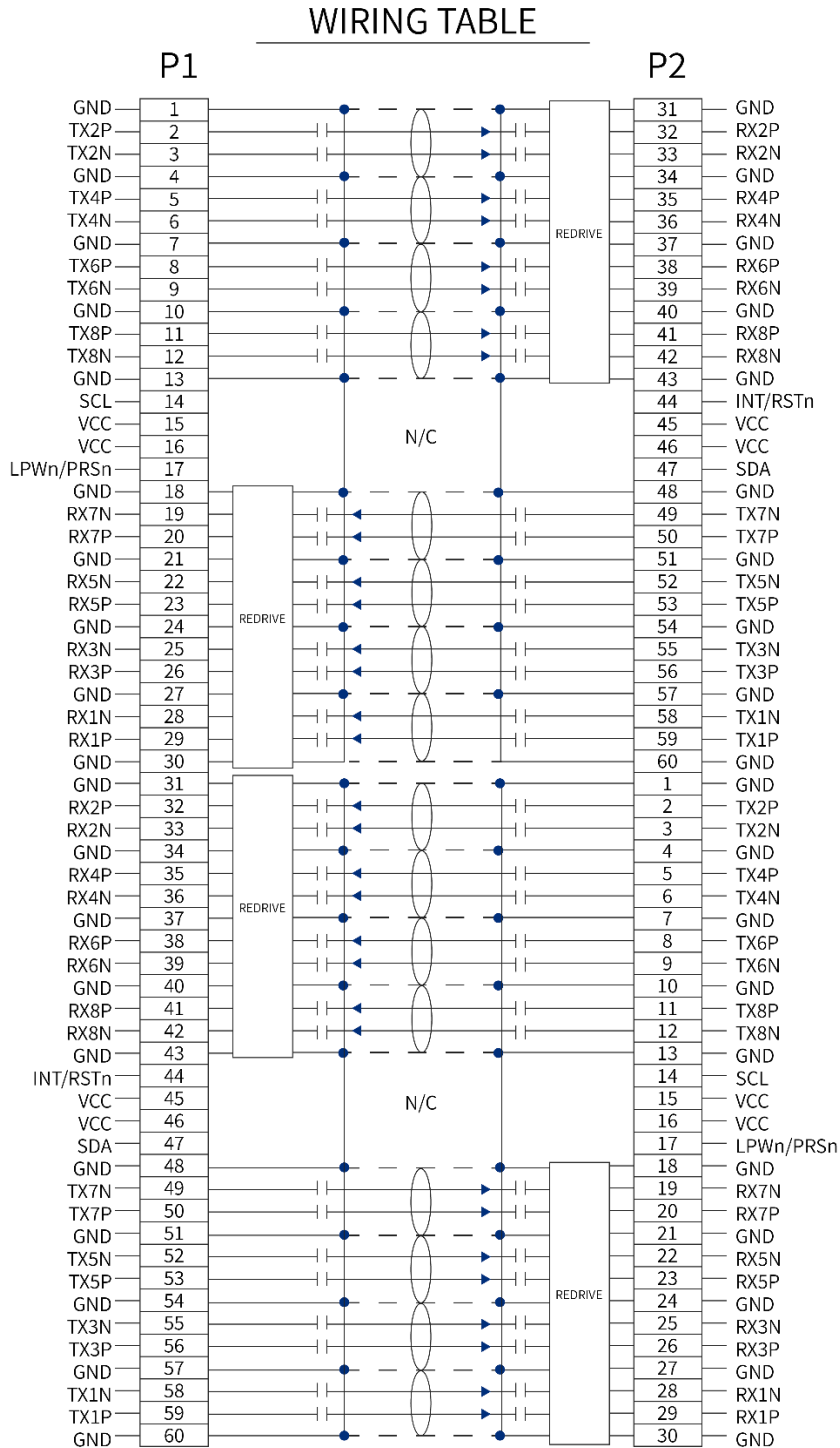 WIRING TABLE
P1 P2
GND 1 31 GND
TX2P 2 32 RX2P
TX2N 3 33 RX2N
GND 4 34 GND
TX4P 5 35 RX4P
TX4N 6 36 RX4N
GND 7 REDRIVE 37 GND
TX6P 8 38 RX6P
TX6N 9 39 RX6N
GND 10 40 GND
TX8P 11 41 RX8P
TX8N 12 42 RX8N
GND 13 43 GND
SCL 14 44 INT/RSTn
VCC 15 N/C 45 VCC
VCC 16 46 VCC
LPWn/PRSn 17 47 SDA
GND 18 48 GND
RX7N 19 49 TX7N
RX7P 20 50 TX7P
GND 21 51 GND
RX5N 22 52 TX5N
RX5P 23 53 TX5P
GND 24 REDRIVE 54 GND
RX3N 25 55 TX3N
RX3P 26 56 TX3P
GND 27 57 GND
RX1N 28 58 TX1N
RX1P 29 59 TX1P
GND 30 60 GND
GND 31 1 GND
RX2P 32 2 TX2P
RX2N 33 3 TX2N
GND 34 4 GND
RX4P 35 5 TX4P
RX4N 36 REDRIVE 6 TX4N
GND 37 7 GND
RX6P 38 8 TX6P
RX6N 39 9 TX6N
GND 40 10 GND
RX8P 41 11 TX8P
RX8N 42 12 TX8N
GND 43 13 GND
INT/RSTn 44 14 SCL
VCC 45 N/C 15 VCC
VCC 46 16 VCC
SDA 47 17 LPWn/PRSn
GND 48 18 GND
TX7N 49 19 RX7N
TX7P 50 20 RX7P
GND 51 21 GND
TX5N 52 22 RX5N
TX5P 53 23 RX5P
GND 54 REDRIVE 24 GND
TX3N 55 25 RX3N
TX3P 56 26 RX3P
GND 57 27 GND
TX1N 58 28 RX1N
TX1P 59 29 RX1P
GND 60 30 GND